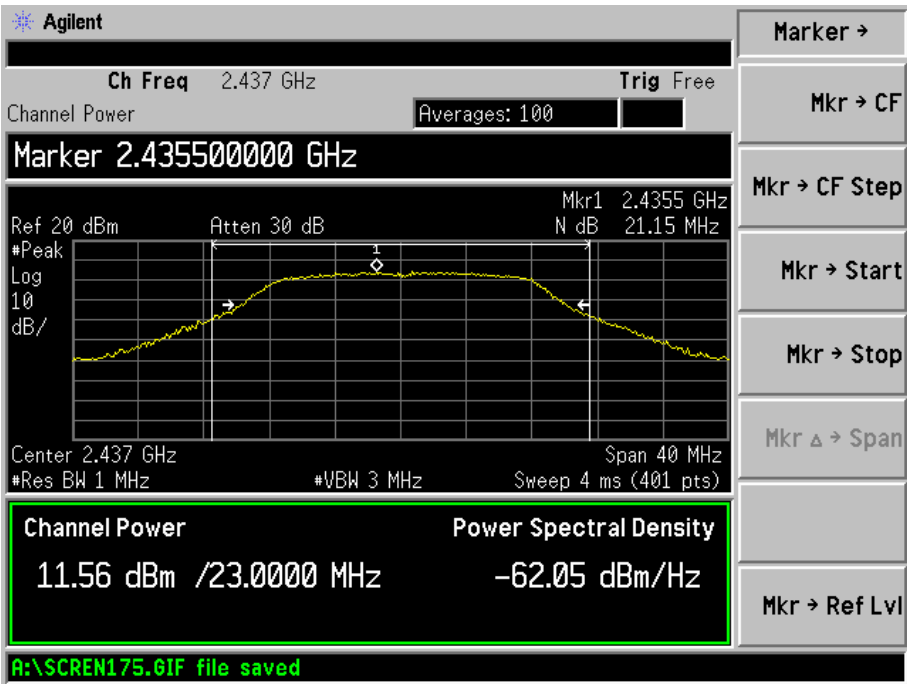 Agilent
Marker →
Ch Freq 2.437 GHz Trig Free
Channel Power Averages: 100
Mkr → CF
Marker 2.435500000 GHz
Mkr → CF Step
Mkr1 2.4355 GHz
Ref 20 dBm Atten 30 dB N dB 21.15 MHz
#Peak
Log
10
dB/
1
Mkr → Start
Mkr → Stop
Mkr Δ → Span
Center 2.437 GHz Span 40 MHz
#Res BW 1 MHz #VBW 3 MHz Sweep 4 ms (401 pts)
Channel Power Power Spectral Density
11.56 dBm /23.0000 MHz -62.05 dBm/Hz
Mkr → Ref Lvl
A:\SCREN175.GIF file saved